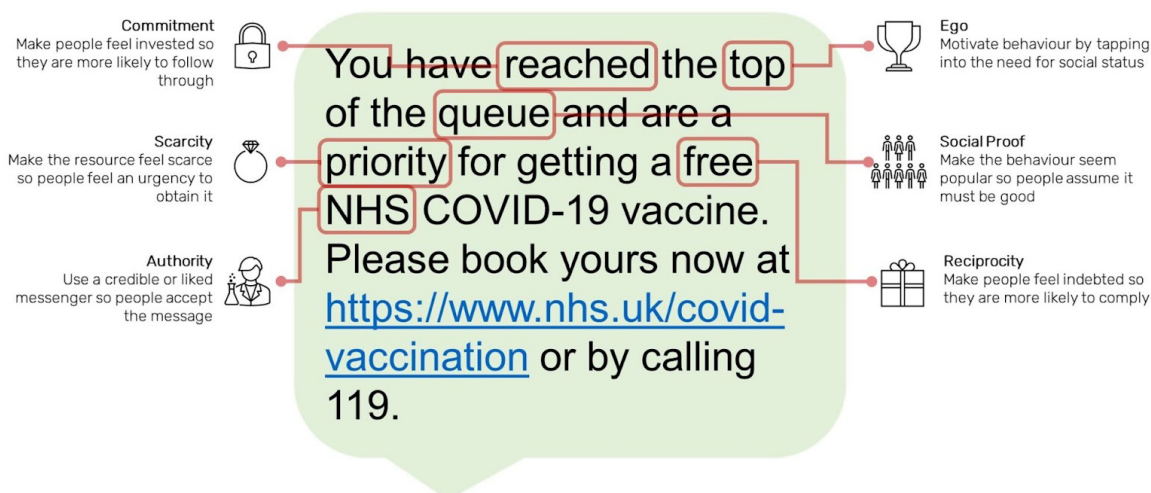 Commitment
Make people feel invested so
they are more likely to follow
through
Scarcity
Make the resource feel scarce
so people feel an urgency to
obtain it
Authority
Use a credible or liked
messenger so people accept
the message
You have reached the top
of the queue and are a
priority for getting a free
NHS COVID-19 vaccine.
Please book yours now at
https://www.nhs.uk/covid-
vaccination or by calling
119.
Ego
Motivate behaviour by tapping
into the need for social status
Social Proof
Make the behaviour seem
popular so people assume it
must be good
Reciprocity
Make people feel indebted so
they are more likely to comply